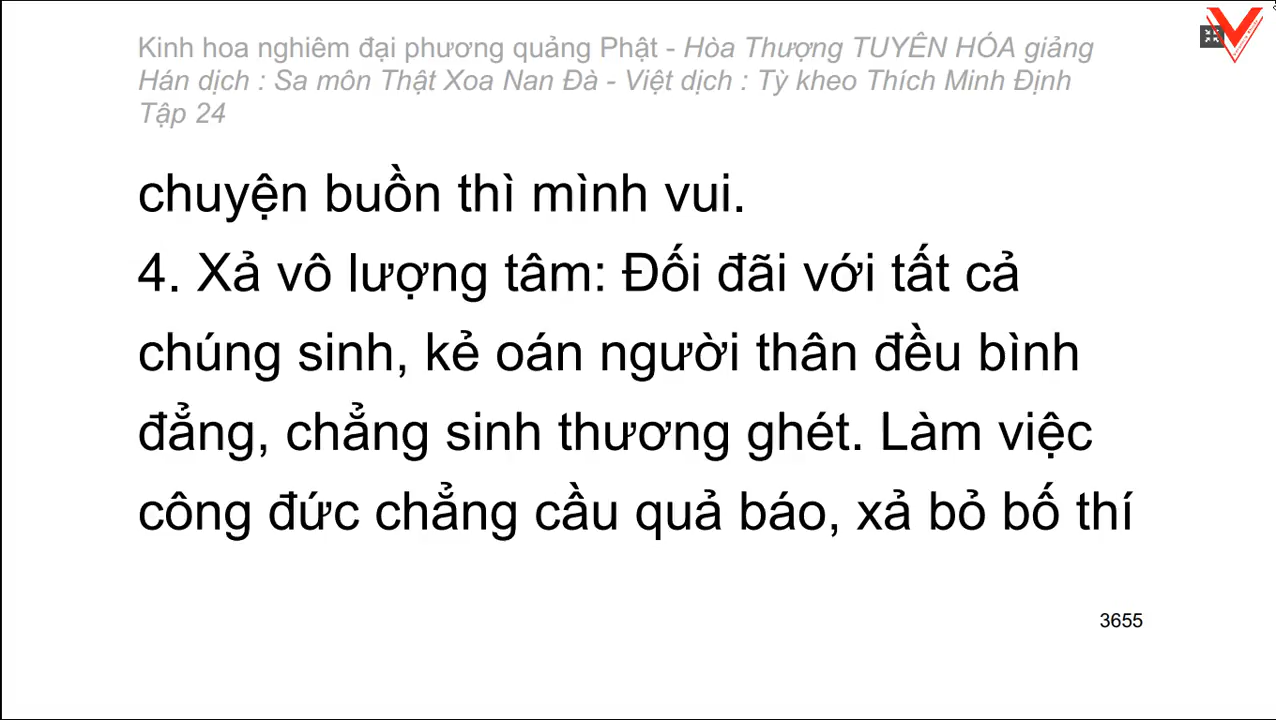 Kinh hoa nghiêm đại phương quảng Phật - Hòa Thượng TUYÊN HÓA giảng
Hán dịch : Sa môn Thật Xoa Nan Đà - Việt dịch : Tỳ kheo Thích Minh Định
Tập 24
chuyện buồn thì mình vui.
4. Xả vô lượng tâm: Đối đãi với tất cả
chúng sinh, kẻ oán người thân đều bình
đẳng, chẳng sinh thương ghét. Làm việc
công đức chẳng cầu quả báo, xả bỏ bố thí
3655